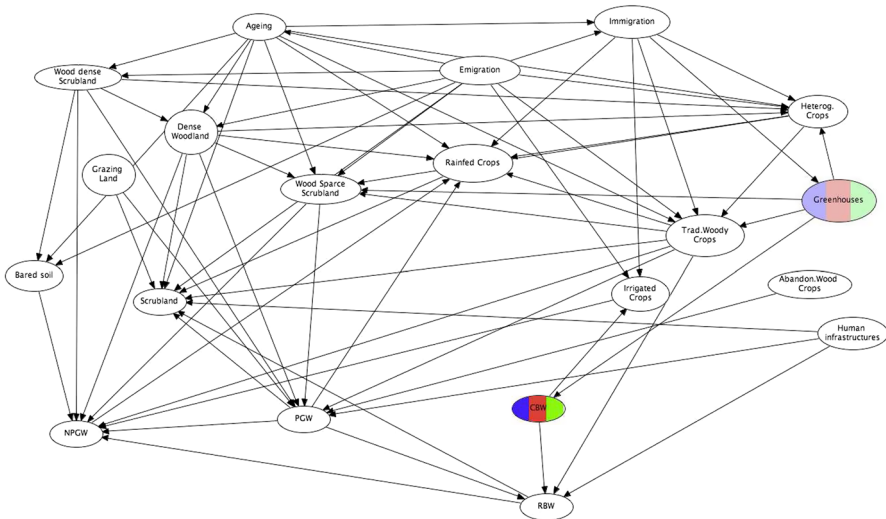 Ageing
Immigration
Wood dense
Scrubland
Emigration
Heterog.
Crops
Dense
Woodland
Rainfed Crops
Grazing
Land
Wood Sparce
Scrubland
Greenhouses
Trad.Woody
Crops
Bared soil
Scrubland
Irrigated
Crops
Abandon.Wood
Crops
Human
infrastructures
CBW
PGW
NPGW
RBW